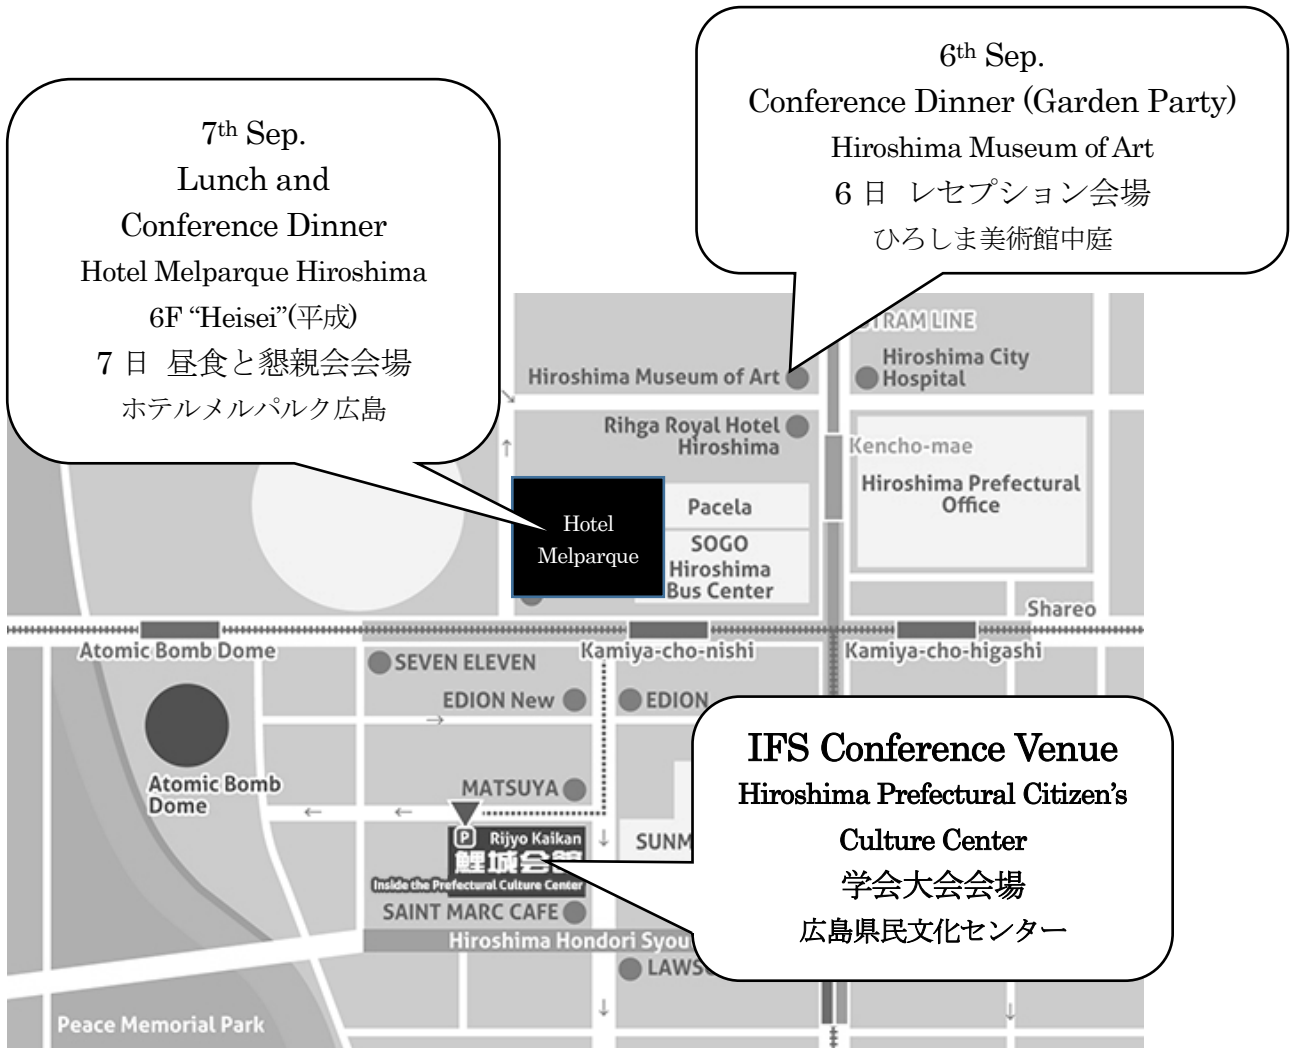 6th Sep.
Conference Dinner (Garden Party)
Hiroshima Museum of Art
6 日 レセプション会場
ひろしま美術館中庭
7th Sep.
Lunch and
Conference Dinner
Hotel Melparque Hiroshima
6F “Heisei”(平成)
7 日 昼食と懇親会会場
ホテルメルパルク広島
TRAM LINE
Hiroshima Museum of Art
Hiroshima City
Hospital
Rihga Royal Hotel
Hiroshima
Kencho-mae
Hiroshima Prefectural
Office
Hotel
Melparque
Pacela
SOGO
Hiroshima
Bus Center
Shareo
Atomic Bomb Dome
Kamiya-cho-nishi
Kamiya-cho-higashi
SEVEN ELEVEN
EDION New
EDION
Atomic Bomb
Dome
MATSUYA
P Rijyo Kaikan
鯉城会館
Inside the Prefectural Culture Center
SUNM
SAINT MARC CAFE
Hiroshima Hondori Syou
LAWS
Peace Memorial Park
IFS Conference Venue
Hiroshima Prefectural Citizen’s
Culture Center
学会大会会場
広島県民文化センター